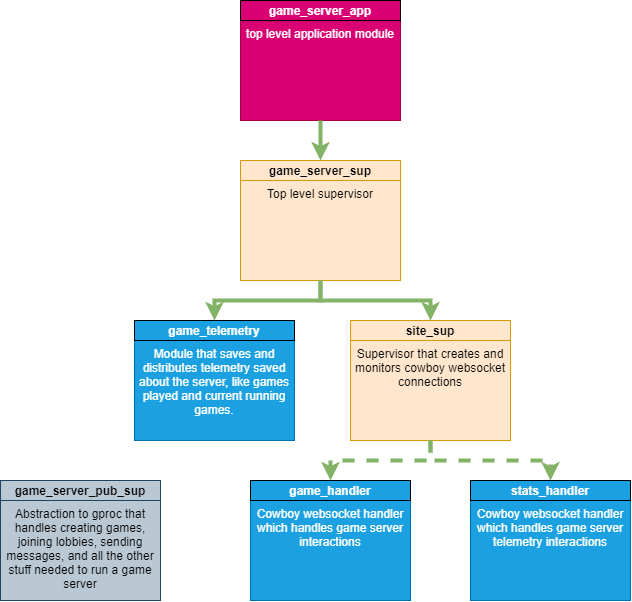 game_server_app
top level application module
game_server_sup
Top level supervisor
game_telemetry
Module that saves and
distributes telemetry saved
about the server, like games
played and current running
games.
site_sup
Supervisor that creates and
monitors cowboy websocket
connections
game_server_pub_sup
Abstraction to gproc that
handles creating games,
joining lobbies, sending
messages, and all the other
stuff needed to run a game
server
game_handler
Cowboy websocket handler
which handles game server
interactions
stats_handler
Cowboy websocket handler
which handles game server
telemetry interactions